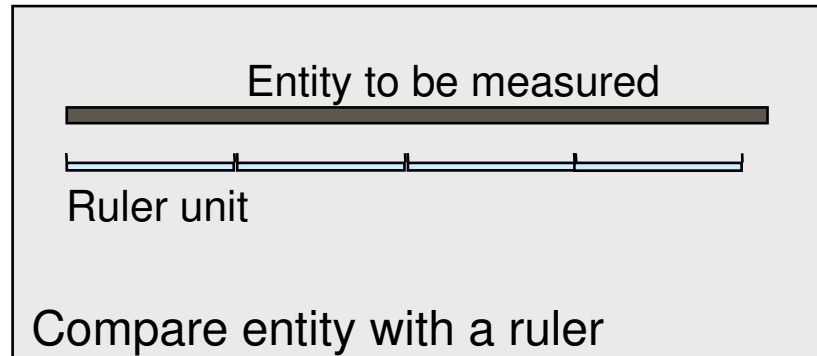 Entity to be measured
Ruler unit
Compare entity with a ruler